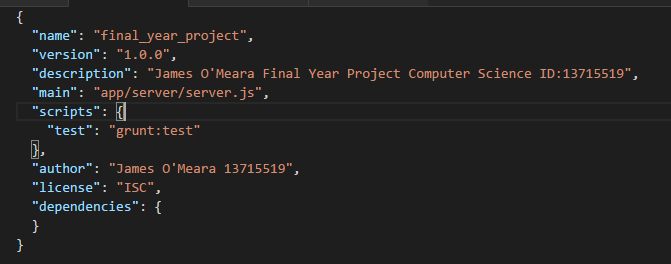 {
"name": "final_year_project",
"version": "1.0.0",
"description": "James O'Meara Final Year Project Computer Science ID:13715519",
"main": "app/server/server.js",
"scripts": {
"test": "grunt:test"
},
"author": "James O'Meara 13715519",
"license": "ISC",
"dependencies": {
}
}